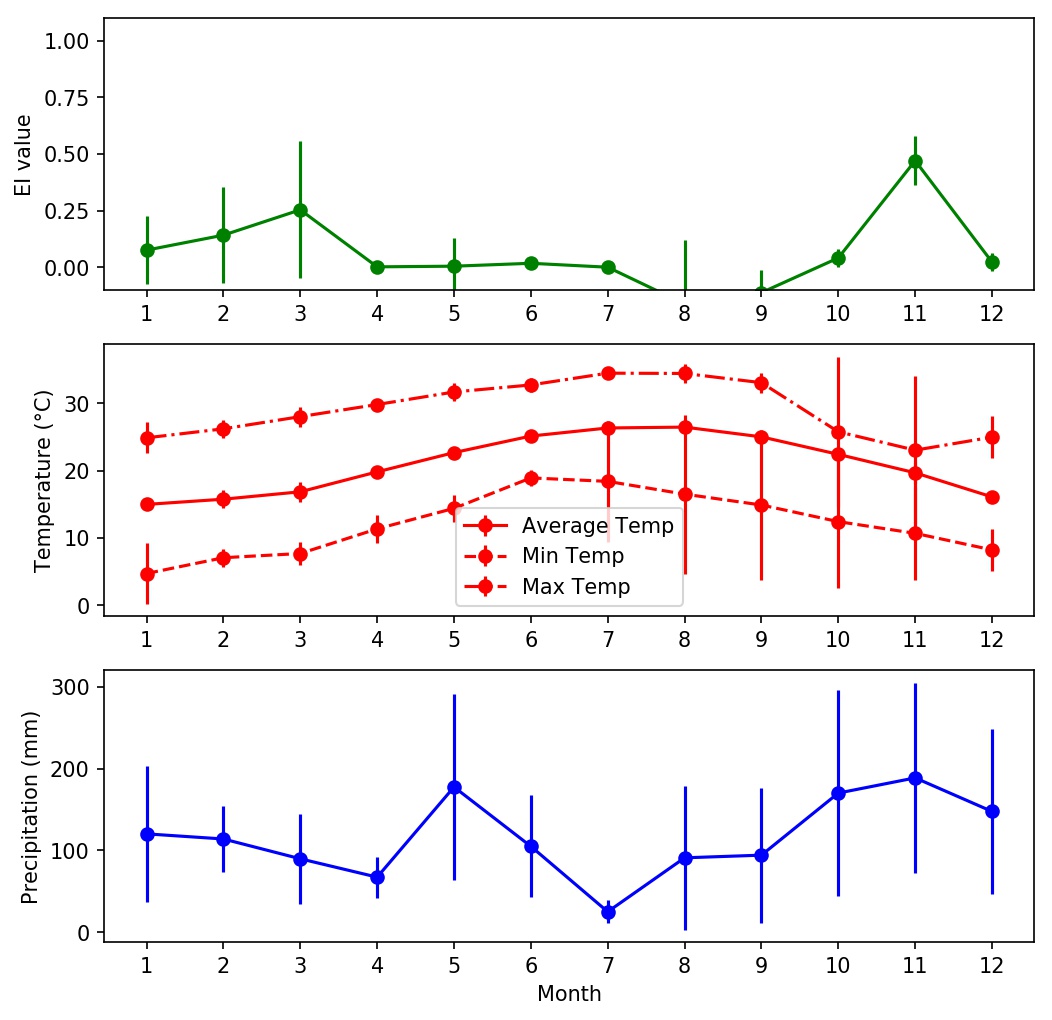 EI value
1.00
0.75
0.50
0.25
0.00
1 2 3 4 5 6 7 8 9 10 11 12
Temperature (°C)
30
20
10
0
Average Temp
Min Temp
Max Temp
1 2 3 4 5 6 7 8 9 10 11 12
Precipitation (mm)
300
200
100
0
1 2 3 4 5 6 7 8 9 10 11 12
Month